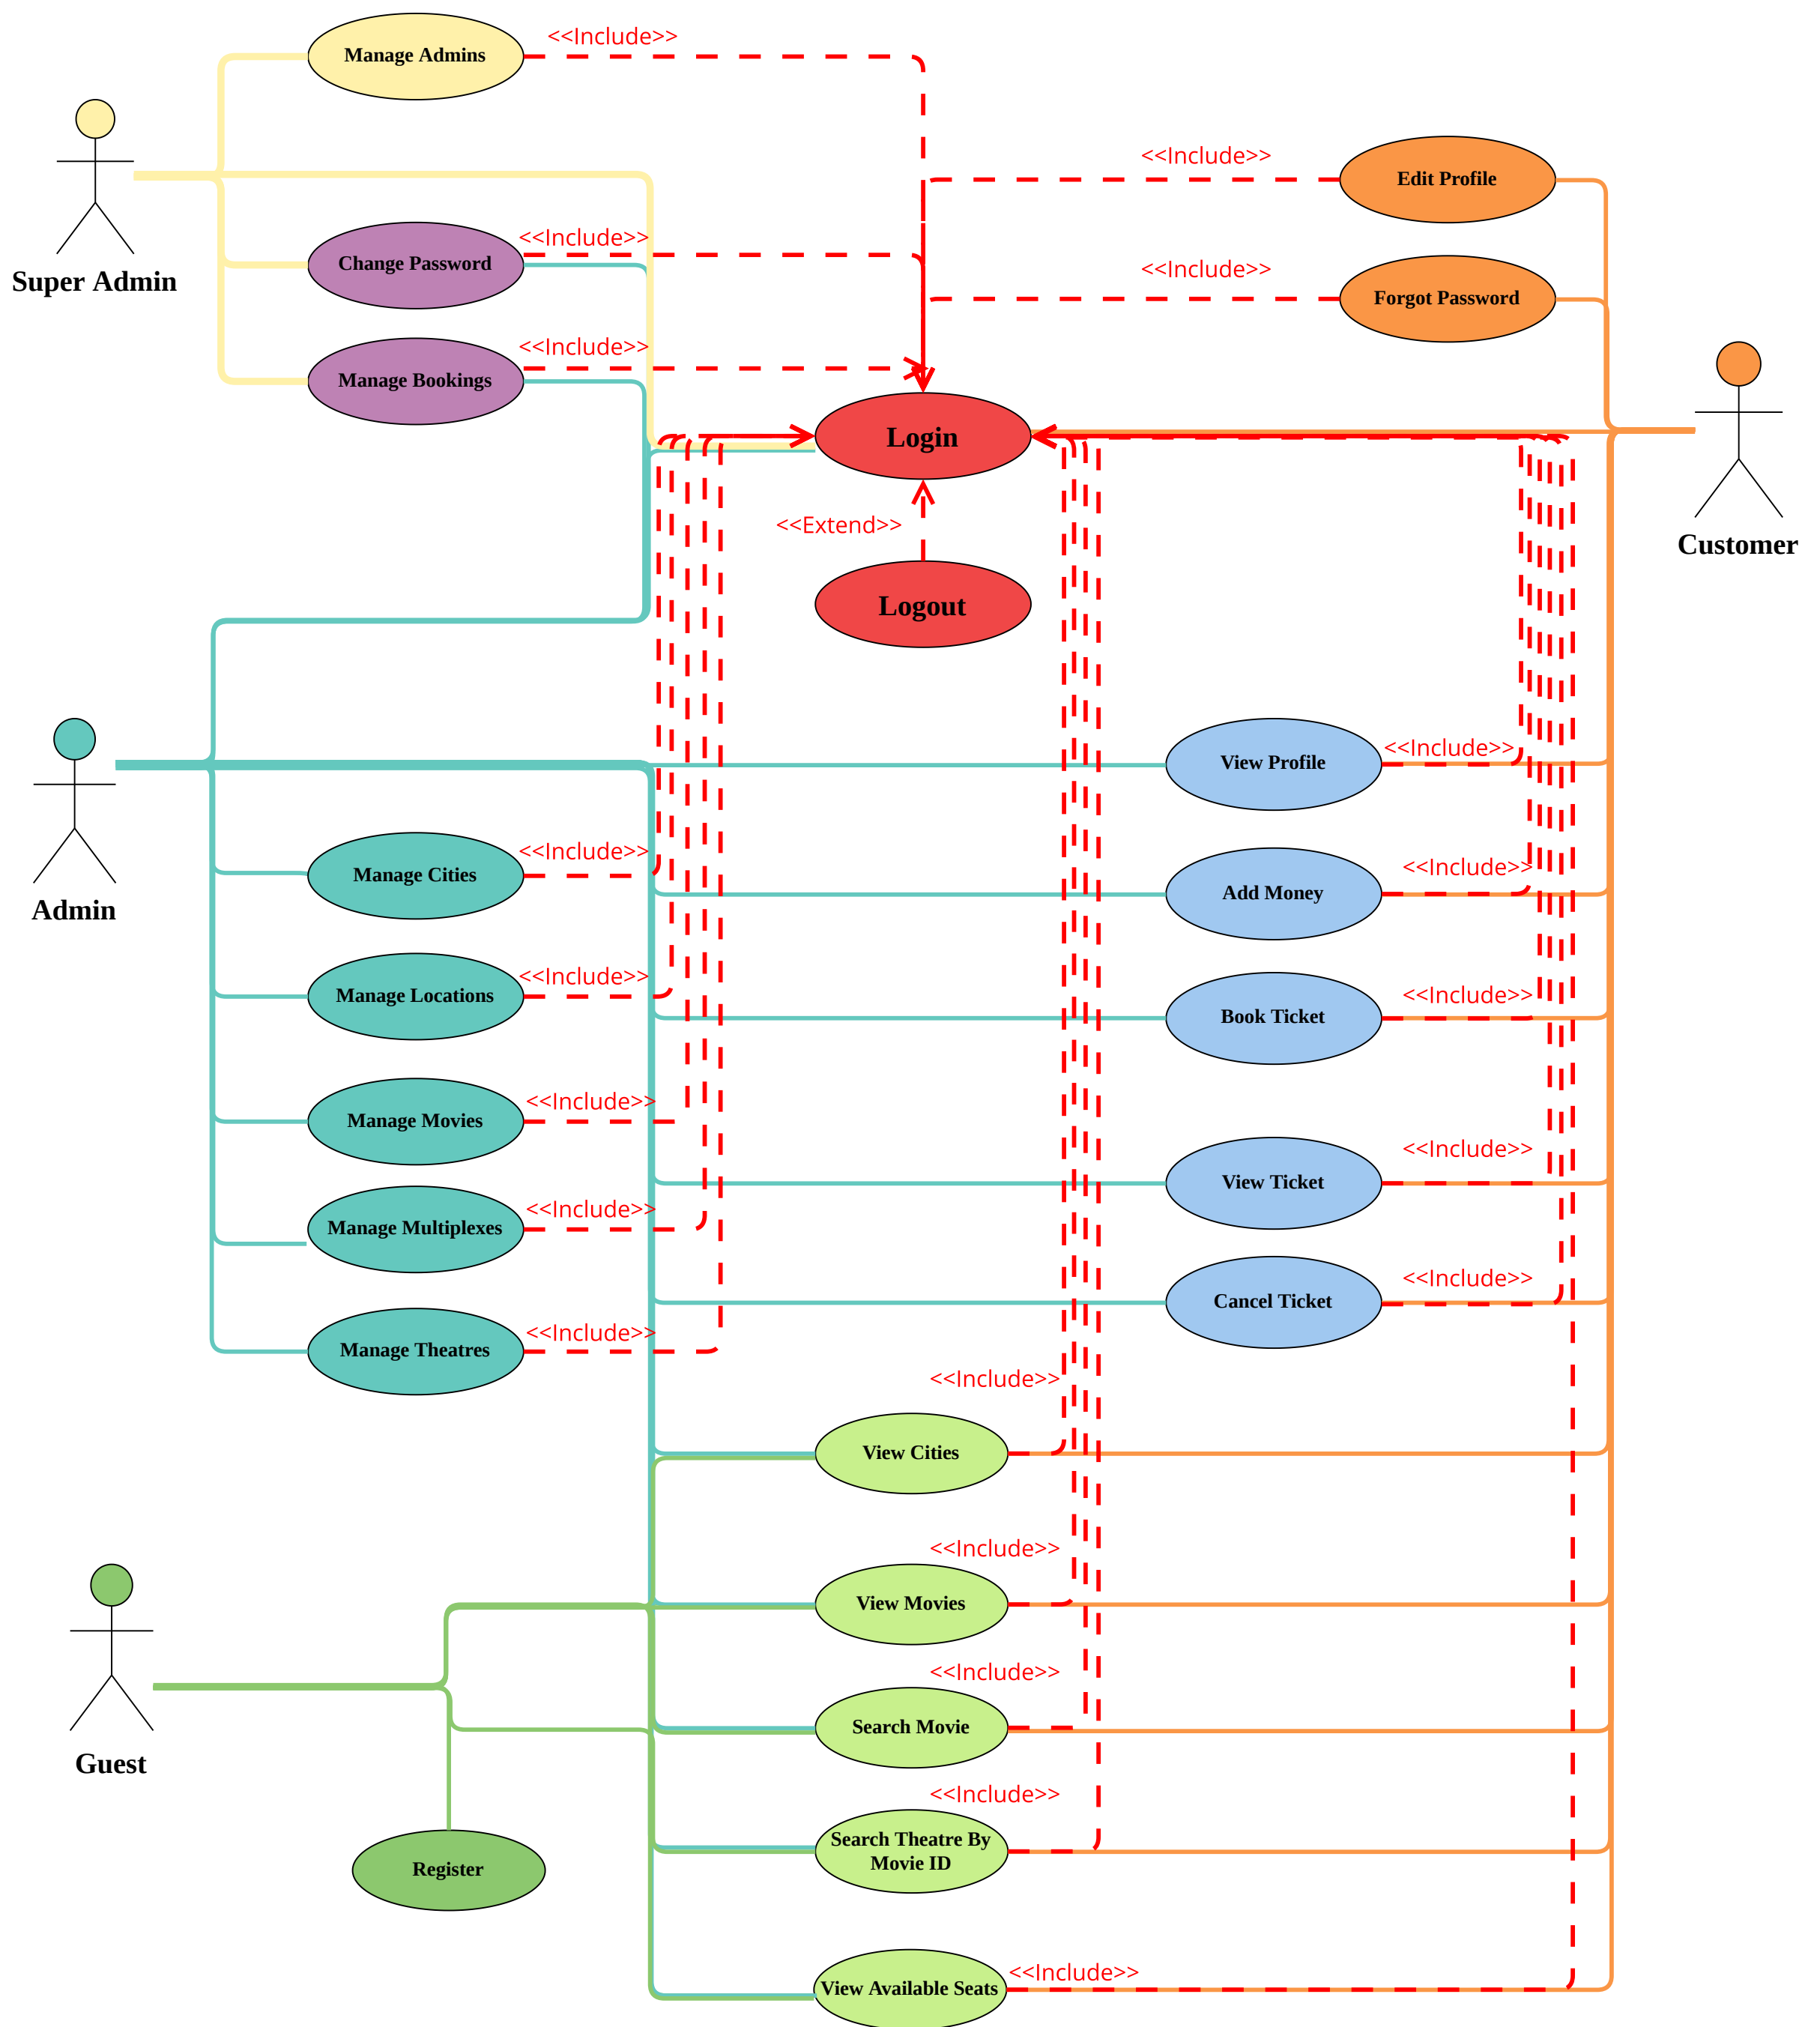 <<Include>>
Manage Admins
<<Include>>
Edit Profile
<<Include>>
Change Password
Super Admin
<<Include>>
Forgot Password
<<Include>>
Manage Bookings
Login
<<Extend>>
Customer
Logout
<<Include>>
View Profile
<<Include>>
Manage Cities
<<Include>>
Add Money
Admin
<<Include>>
Manage Locations
<<Include>>
Book Ticket
<<Include>>
Manage Movies
<<Include>>
View Ticket
<<Include>>
Manage Multiplexes
<<Include>>
Cancel Ticket
<<Include>>
Manage Theatres
<<Include>>
View Cities
<<Include>>
View Movies
<<Include>>
Search Movie
Guest
<<Include>>
Search Theatre By
Movie ID
Register
<<Include>>
View Available Seats